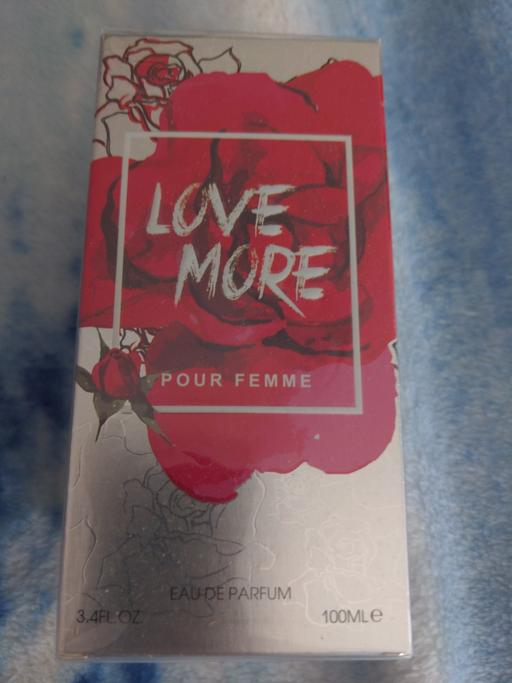 LOVE
MORE
POUR FEMME
EAU DE PARFUM
3.4FL.OZ. 100ML℮